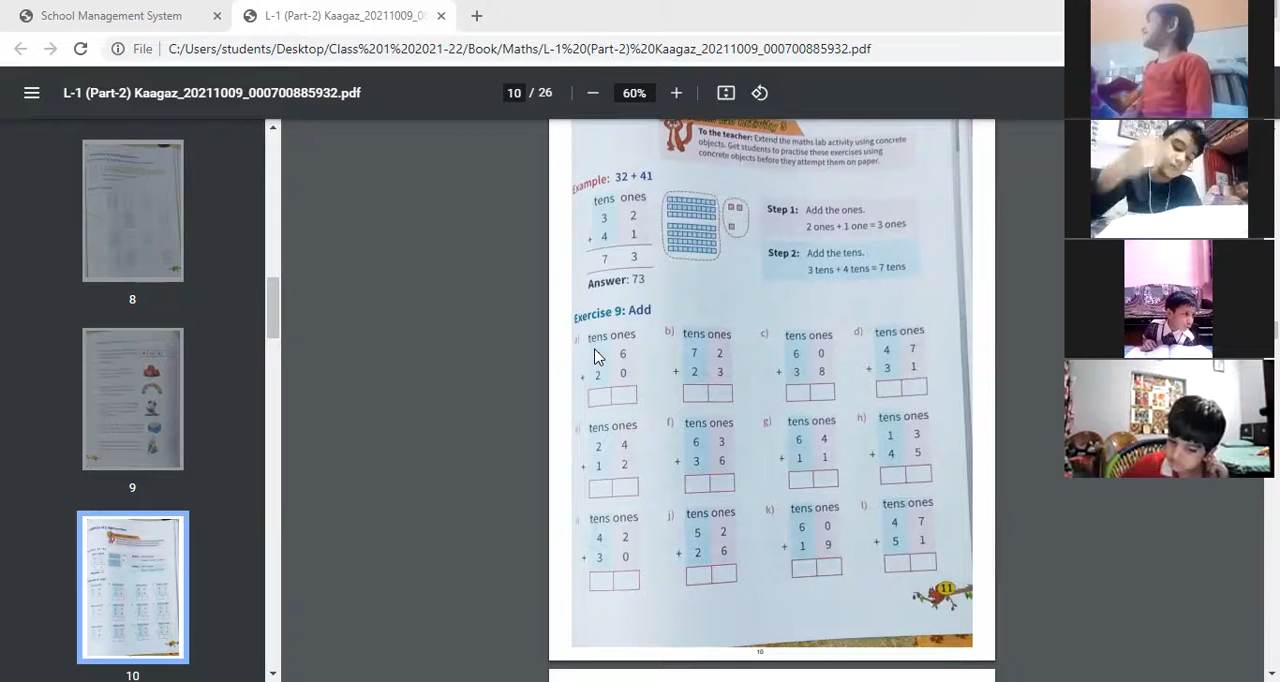 School Management System
L-1 (Part-2) Kaagaz_20211009_0
File
C:/Users/students/Desktop/Class%201%202021-22/Book/Maths/L-1%20(Part-2)%20Kaagaz_20211009_000700885932.pdf
L-1 (Part-2) Kaagaz_20211009_000700885932.pdf
10 / 26
60%
8
9
10
To the teacher: Extend the maths lab activity using concrete
objects. Get students to practise these exercises using
concrete objects before they attempt them on paper.
Example: 32 + 41
tens ones
3 2
+ 4 1
7 3
Answer: 73
Step 1: Add the ones.
2 ones + 1 one = 3 ones
Step 2: Add the tens.
3 tens + 4 tens = 7 tens
Exercise 9: Add
tens ones b) tens ones c) tens ones d) tens ones
6 7 2 6 0 4 7
+ 2 0 + 2 3 + 3 8 + 3 1
tens ones f) tens ones g) tens ones h) tens ones
2 4 6 3 6 4 1 3
+ 1 2 + 3 6 + 1 1 + 4 5
tens ones j) tens ones k) tens ones l) tens ones
4 2 5 2 6 0 4 7
+ 3 0 + 2 6 + 1 9 + 5 1
11
10